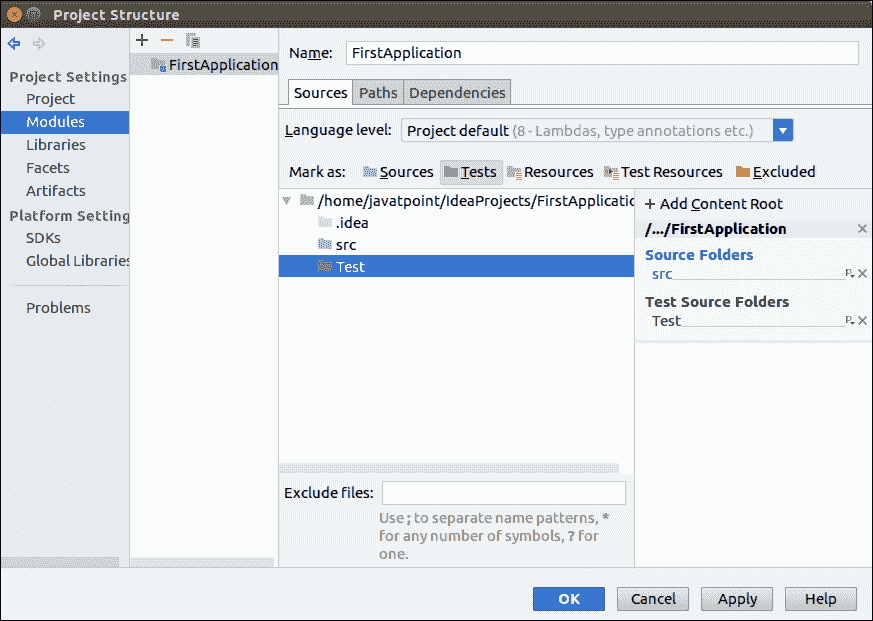 Project Structure
Project Settings
Project
Modules
Libraries
Facets
Artifacts
Platform Setting
SDKs
Global Libraries
Problems
FirstApplication
Name: FirstApplication
Sources Paths Dependencies
Language level: Project default (8 - Lambdas, type annotations etc.)
Mark as: Sources Tests Resources Test Resources Excluded
/home/javatpoint/IdeaProjects/FirstApplicatio
.idea
src
Test
+ Add Content Root
/.../FirstApplication
Source Folders
src
Test Source Folders
Test
Exclude files:
Use ; to separate name patterns, *
for any number of symbols, ? for
one.
OK Cancel Apply Help